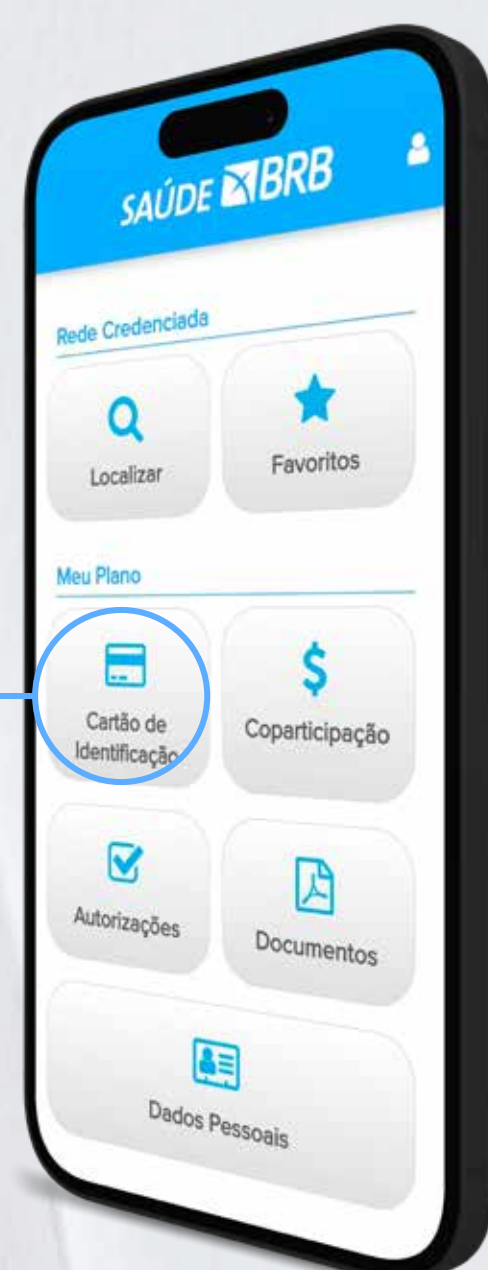 SAÚDE BRB
Rede Credenciada
Localizar
Favoritos
Meu Plano
Cartão de
Identificação
Coparticipação
Autorizações
Documentos
Dados Pessoais